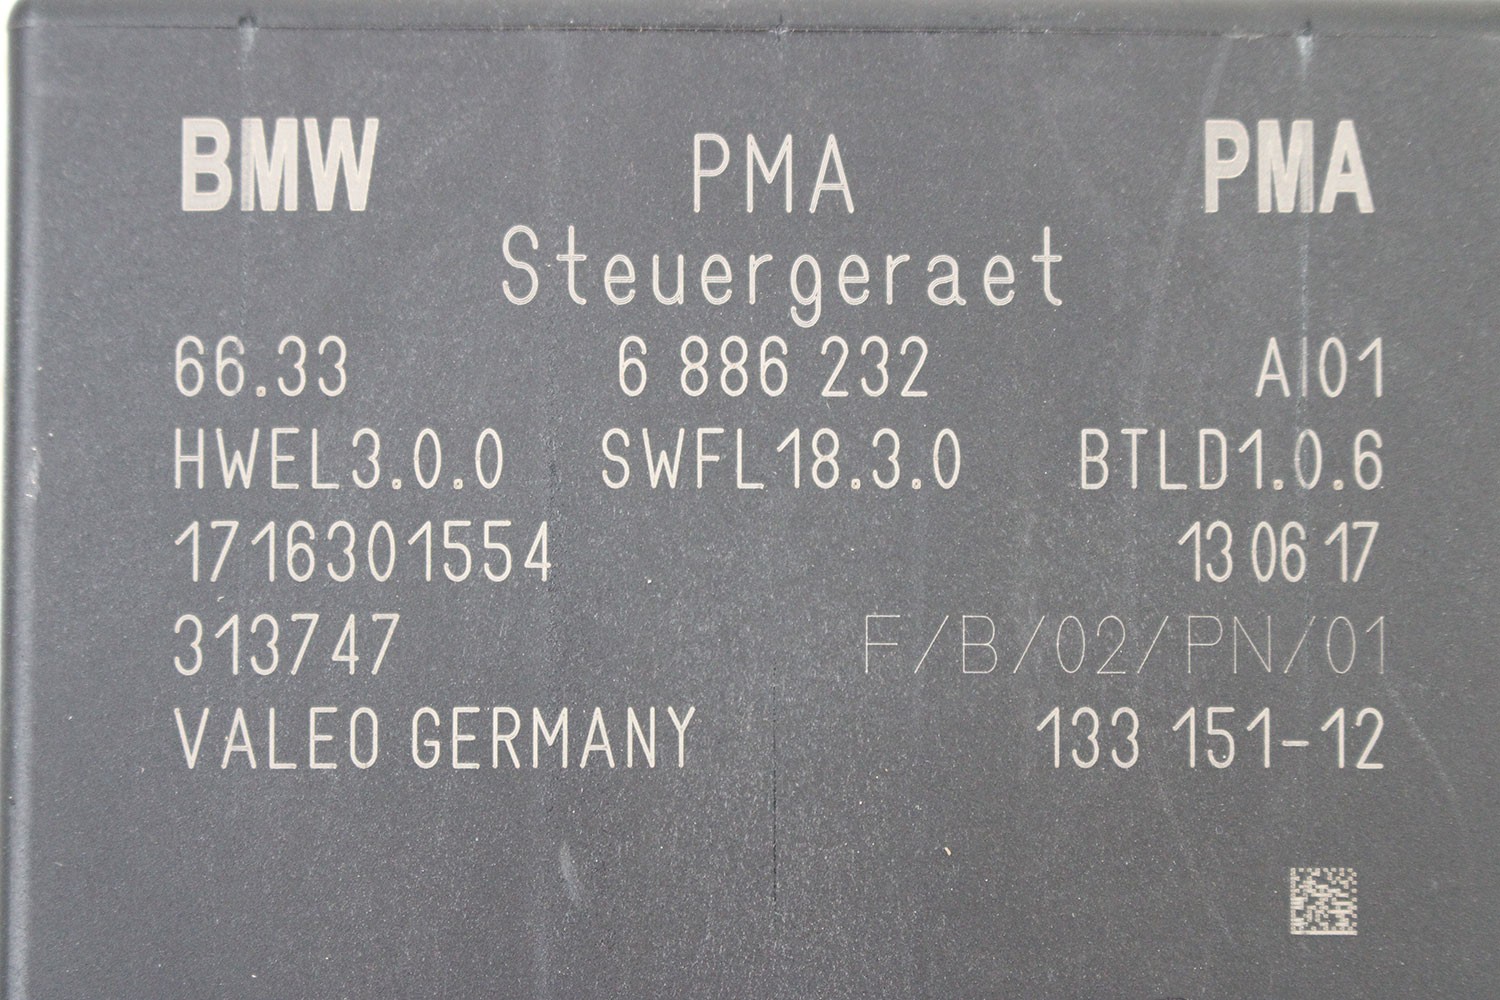 BMW PMA PMA
Steuergeraet
66.33 6 886 232 AI01
HWEL3.0.0 SWFL18.3.0 BTLD1.0.6
1716301554 13 06 17
313747 F/B/02/PN/01
VALEO GERMANY 133 151-12